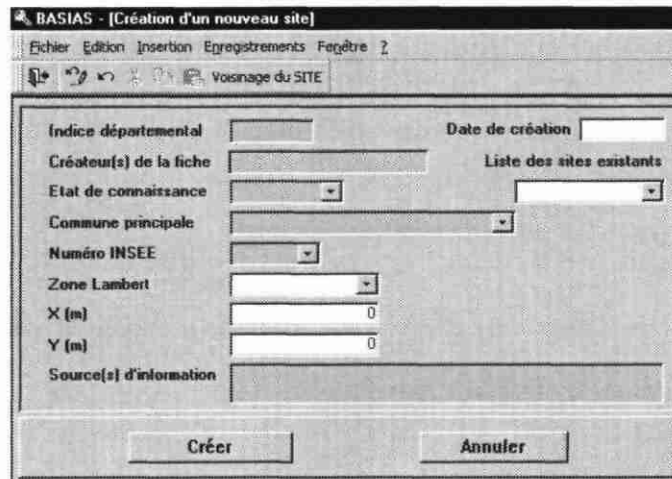 BASIAS - [Création d'un nouveau site]
Fichier Edition Insertion Enregistrements Fenêtre ?
Voisinage du SITE
Indice départemental
Date de création
Créateur(s) de la fiche
Liste des sites existants
Etat de connaissance
Commune principale
Numéro INSEE
Zone Lambert
X (m) 0
Y (m) 0
Source(s) d'information
Créer Annuler